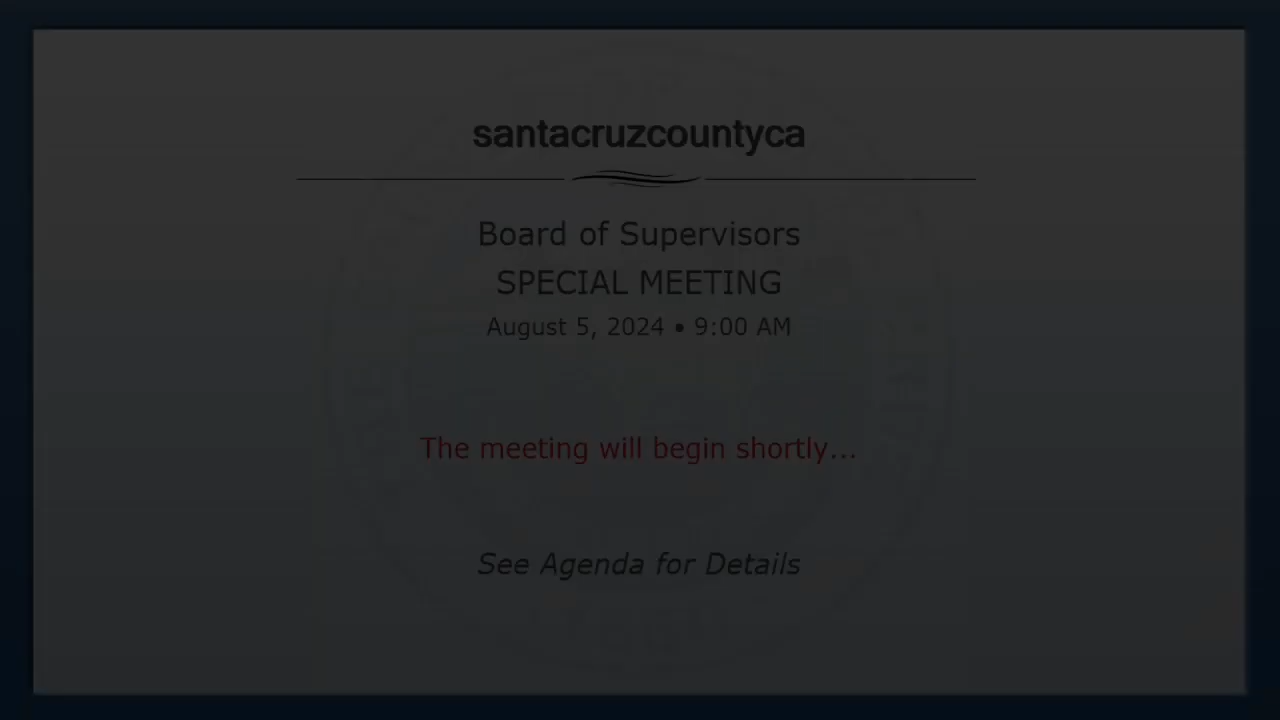 santacruzcountyca
Board of Supervisors
SPECIAL MEETING
August 5, 2024 • 9:00 AM
The meeting will begin shortly...
See Agenda for Details